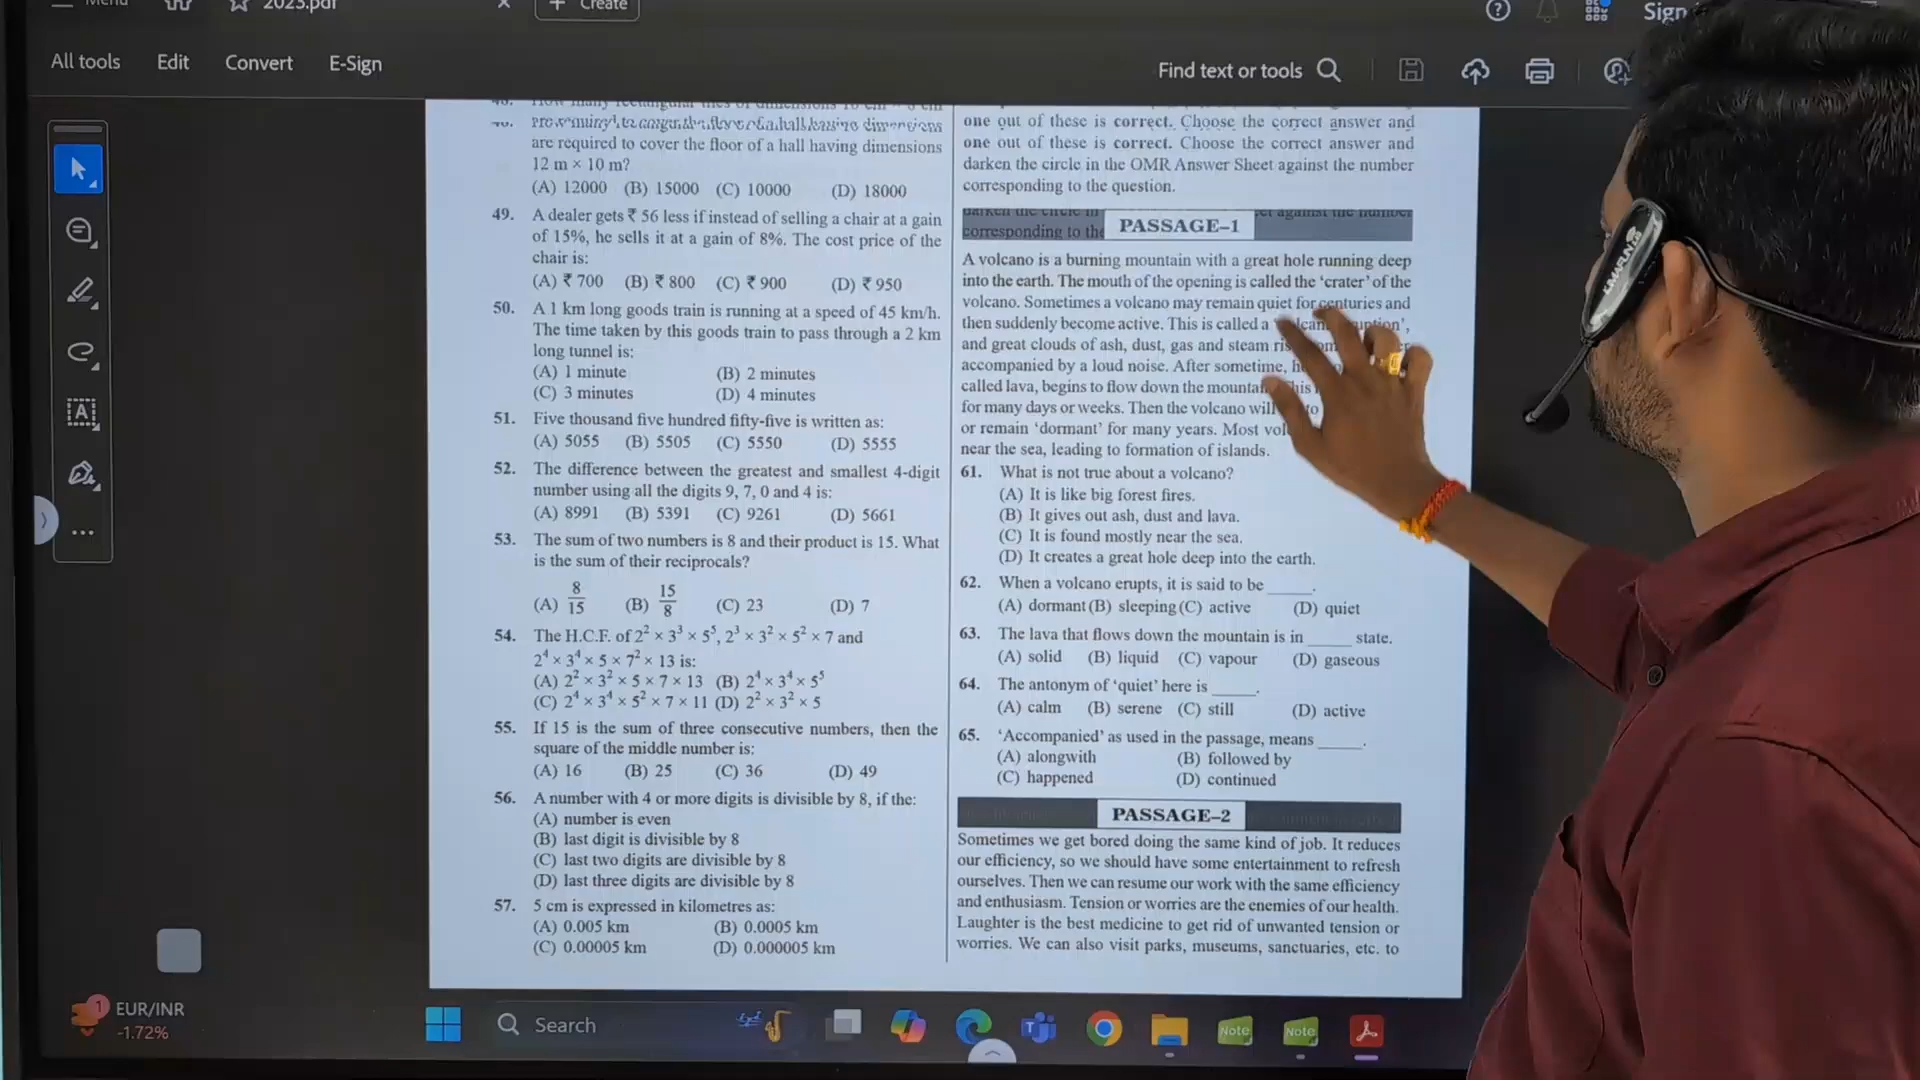 Menu
2023.pdf
Create
Sign
All tools
Edit
Convert
E-Sign
Find text or tools
are required to cover the floor of a hall having dimensions
12 m × 10 m?
(A) 12000 (B) 15000 (C) 10000 (D) 18000
49. A dealer gets ₹ 56 less if instead of selling a chair at a gain
of 15%, he sells it at a gain of 8%. The cost price of the
chair is:
(A) ₹ 700 (B) ₹ 800 (C) ₹ 900 (D) ₹ 950
50. A 1 km long goods train is running at a speed of 45 km/h.
The time taken by this goods train to pass through a 2 km
long tunnel is:
(A) 1 minute (B) 2 minutes
(C) 3 minutes (D) 4 minutes
51. Five thousand five hundred fifty-five is written as:
(A) 5055 (B) 5505 (C) 5550 (D) 5555
52. The difference between the greatest and smallest 4-digit
number using all the digits 9, 7, 0 and 4 is:
(A) 8991 (B) 5391 (C) 9261 (D) 5661
53. The sum of two numbers is 8 and their product is 15. What
is the sum of their reciprocals?
(A) 8/15 (B) 15/8 (C) 23 (D) 7
54. The H.C.F. of 2² × 3³ × 5⁵, 2³ × 3² × 5² × 7 and
2⁴ × 3⁴ × 5 × 7² × 13 is:
(A) 2² × 3² × 5 × 7 × 13 (B) 2⁴ × 3⁴ × 5⁵
(C) 2⁴ × 3⁴ × 5² × 7 × 11 (D) 2² × 3² × 5
55. If 15 is the sum of three consecutive numbers, then the
square of the middle number is:
(A) 16 (B) 25 (C) 36 (D) 49
56. A number with 4 or more digits is divisible by 8, if the:
(A) number is even
(B) last digit is divisible by 8
(C) last two digits are divisible by 8
(D) last three digits are divisible by 8
57. 5 cm is expressed in kilometres as:
(A) 0.005 km (B) 0.0005 km
(C) 0.00005 km (D) 0.000005 km
one out of these is correct. Choose the correct answer and
one out of these is correct. Choose the correct answer and
darken the circle in the OMR Answer Sheet against the number
corresponding to the question.
darken the circle in against the number
corresponding to the
PASSAGE–1
A volcano is a burning mountain with a great hole running deep
into the earth. The mouth of the opening is called the ‘crater’ of the
volcano. Sometimes a volcano may remain quiet for centuries and
then suddenly become active. This is called a
and great clouds of ash, dust, gas and steam
accompanied by a loud noise. After sometime,
called lava, begins to flow down the
for many days or weeks. Then the volcano will to
or remain ‘dormant’ for many years. Most
near the sea, leading to formation of islands.
61. What is not true about a volcano?
(A) It is like big forest fires.
(B) It gives out ash, dust and lava.
(C) It is found mostly near the sea.
(D) It creates a great hole deep into the earth.
62. When a volcano erupts, it is said to be _____.
(A) dormant (B) sleeping (C) active (D) quiet
63. The lava that flows down the mountain is in _____ state.
(A) solid (B) liquid (C) vapour (D) gaseous
64. The antonym of ‘quiet’ here is _____.
(A) calm (B) serene (C) still (D) active
65. ‘Accompanied’ as used in the passage, means _____.
(A) alongwith (B) followed by
(C) happened (D) continued
PASSAGE–2
Sometimes we get bored doing the same kind of job. It reduces
our efficiency, so we should have some entertainment to refresh
ourselves. Then we can resume our work with the same efficiency
and enthusiasm. Tension or worries are the enemies of our health.
Laughter is the best medicine to get rid of unwanted tension or
worries. We can also visit parks, museums, sanctuaries, etc. to
1
EUR/INR
-1.72%
Search
Note
Note